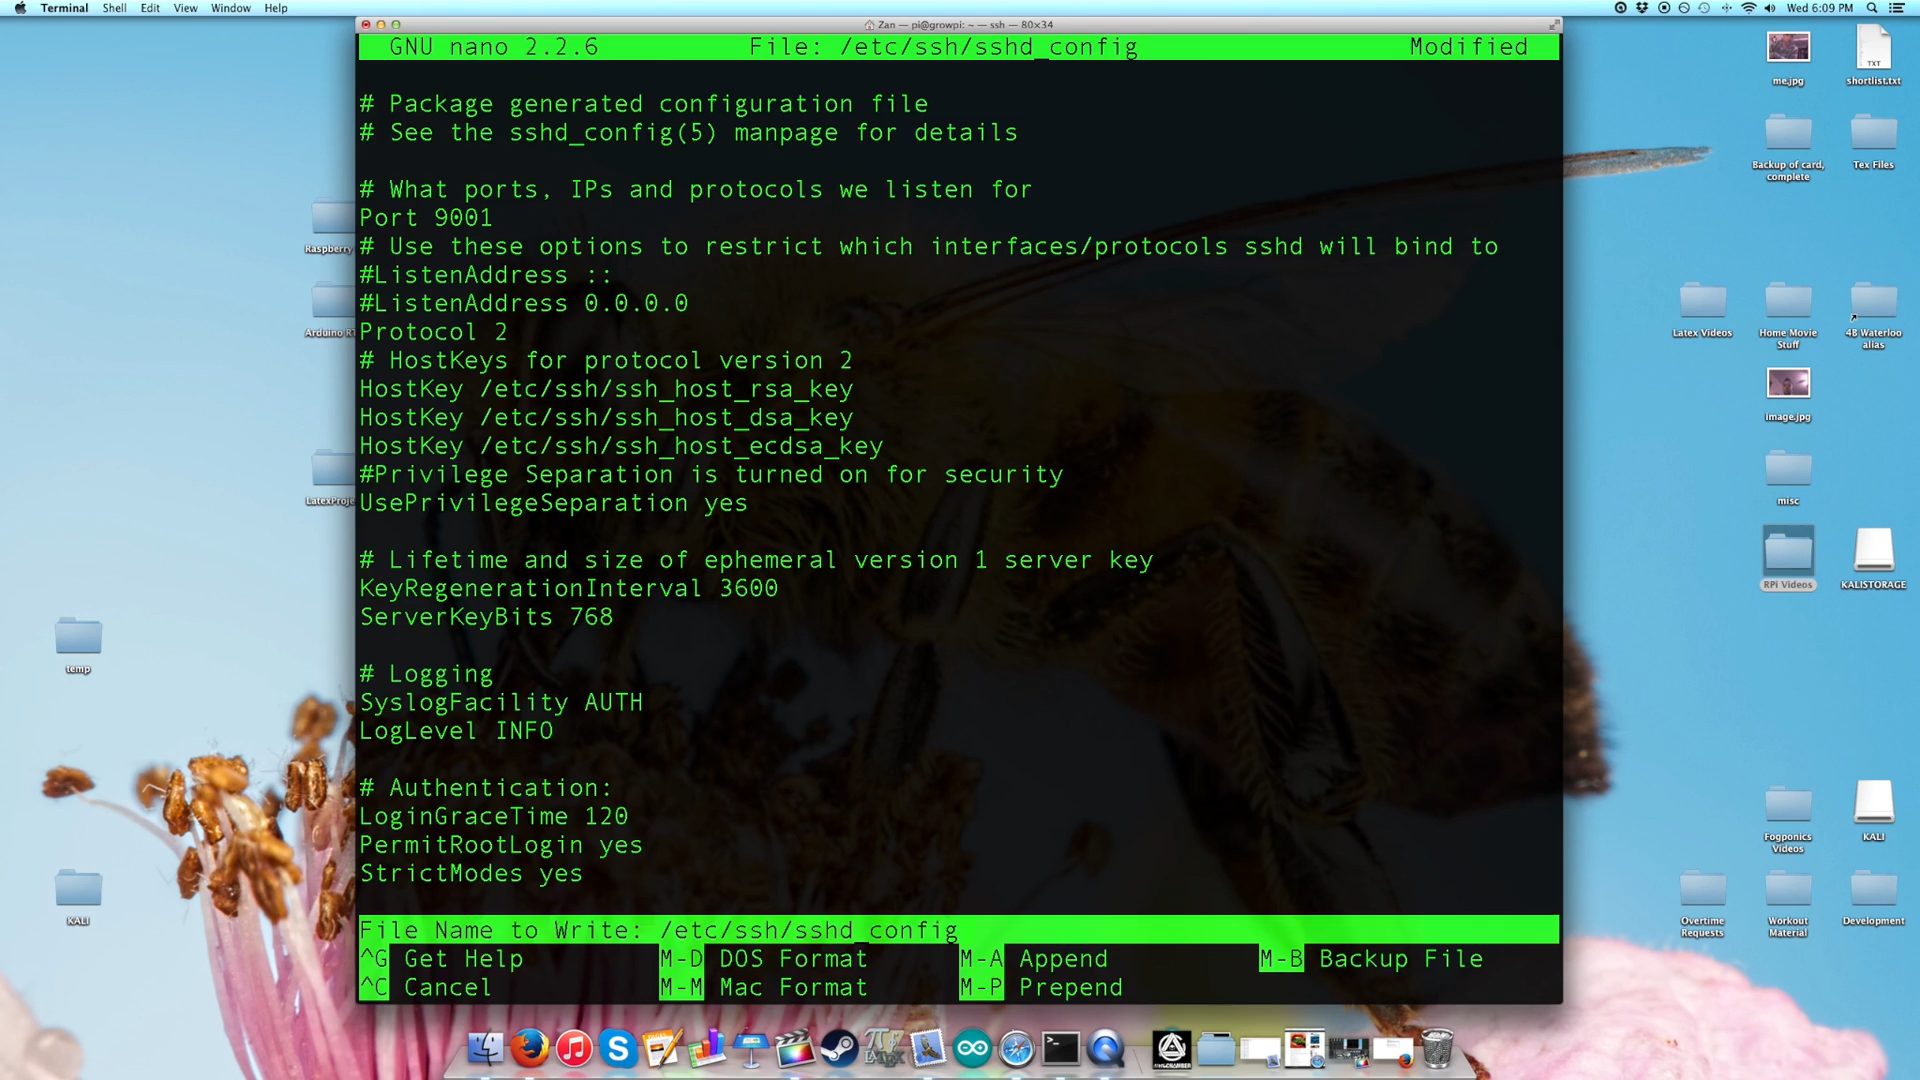 Terminal Shell Edit View Window Help
Wed 6:09 PM
Zan — pi@growpi: ~ — ssh — 80×34
GNU nano 2.2.6 File: /etc/ssh/sshd_config Modified
# Package generated configuration file
# See the sshd_config(5) manpage for details
# What ports, IPs and protocols we listen for
Port 9001
# Use these options to restrict which interfaces/protocols sshd will bind to
#ListenAddress ::
#ListenAddress 0.0.0.0
Protocol 2
# HostKeys for protocol version 2
HostKey /etc/ssh/ssh_host_rsa_key
HostKey /etc/ssh/ssh_host_dsa_key
HostKey /etc/ssh/ssh_host_ecdsa_key
#Privilege Separation is turned on for security
UsePrivilegeSeparation yes
# Lifetime and size of ephemeral version 1 server key
KeyRegenerationInterval 3600
ServerKeyBits 768
# Logging
SyslogFacility AUTH
LogLevel INFO
# Authentication:
LoginGraceTime 120
PermitRootLogin yes
StrictModes yes
File Name to Write: /etc/ssh/sshd_config
^G Get Help M-D DOS Format M-A Append M-B Backup File
^C Cancel M-M Mac Format M-P Prepend
Raspberry
Arduino RT
LatexProje
temp
KALI
me.jpg
TXT
shortlist.txt
Backup of card,
complete
Tex Files
Latex Videos
Home Movie
Stuff
4B Waterloo
alias
image.jpg
misc
RPi Videos
KALISTORAGE
Fogponics
Videos
KALI
Overtime
Requests
Workout
Material
Development